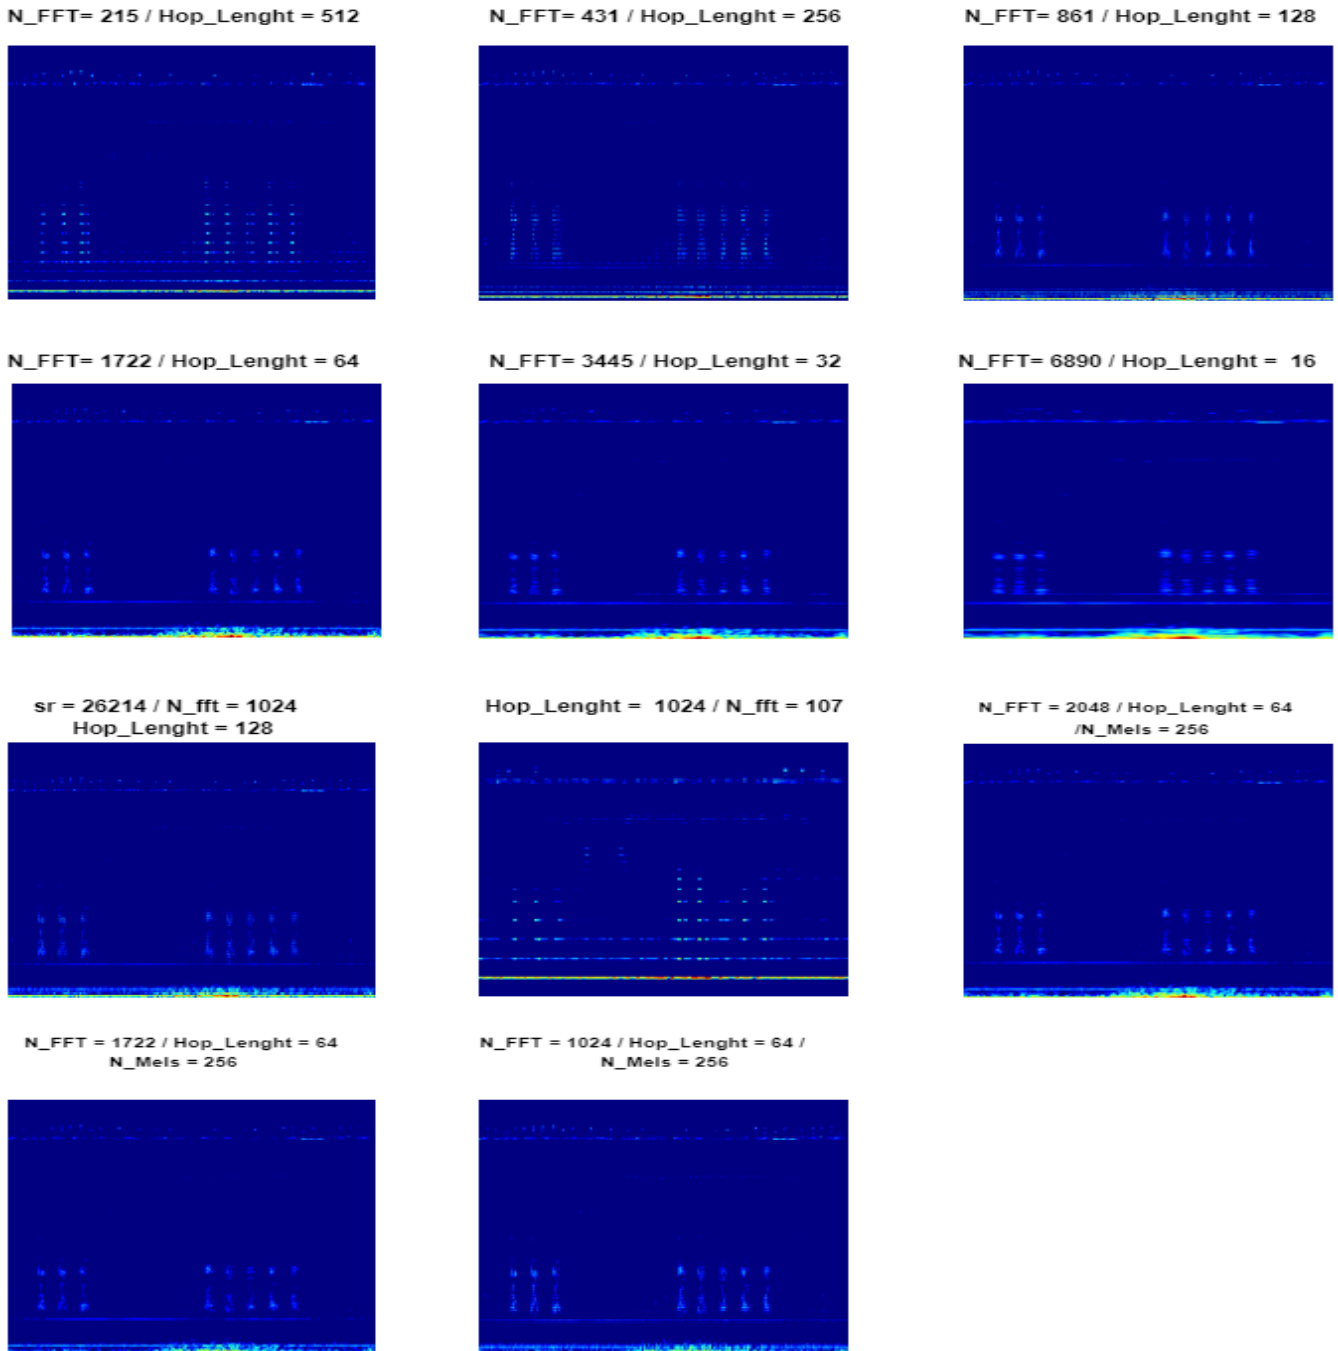 N_FFT= 215 / Hop_Lenght = 512
N_FFT= 431 / Hop_Lenght = 256
N_FFT= 861 / Hop_Lenght = 128
N_FFT= 1722 / Hop_Lenght = 64
N_FFT= 3445 / Hop_Lenght = 32
N_FFT= 6890 / Hop_Lenght = 16
sr = 26214 / N_fft = 1024
Hop_Lenght = 128
Hop_Lenght = 1024 / N_fft = 107
N_FFT = 2048 / Hop_Lenght = 64
/N_Mels = 256
N_FFT = 1722 / Hop_Lenght = 64
N_Mels = 256
N_FFT = 1024 / Hop_Lenght = 64 /
N_Mels = 256